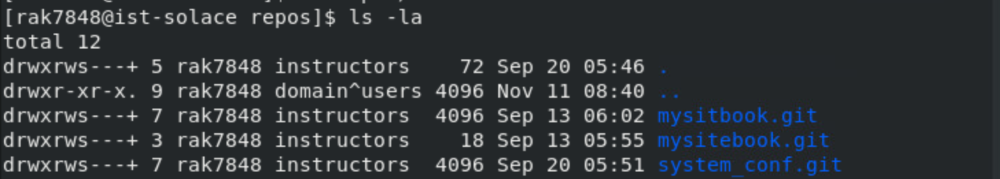 [rak7848@ist-solace repos]$ ls -la
total 12
drwxrws---+ 5 rak7848 instructors    72 Sep 20 05:46 .
drwxr-xr-x. 9 rak7848 domain^users 4096 Nov 11 08:40 ..
drwxrws---+ 7 rak7848 instructors  4096 Sep 13 06:02 mysitbook.git
drwxrws---+ 3 rak7848 instructors    18 Sep 13 05:55 mysitebook.git
drwxrws---+ 7 rak7848 instructors  4096 Sep 20 05:51 system_conf.git